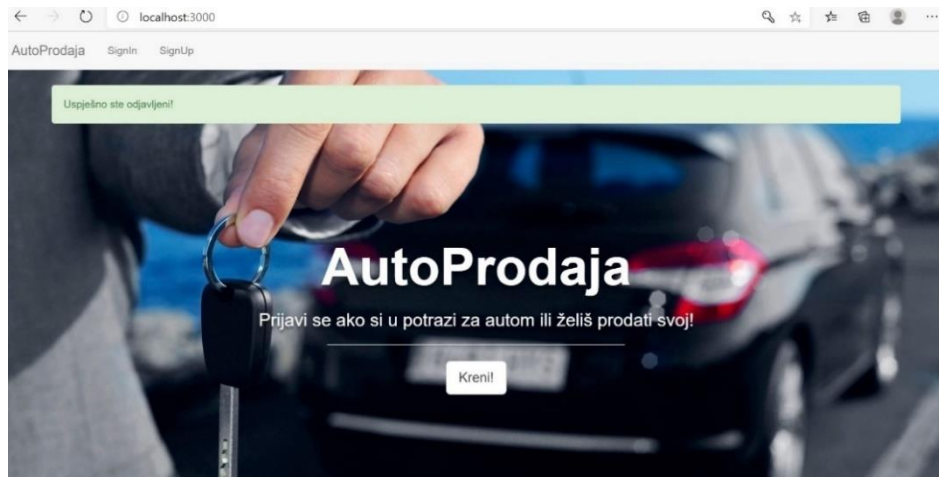 localhost:3000
AutoProdaja SignIn SignUp
Uspješno ste odjavljeni!
AutoProdaja
Prijavi se ako si u potrazi za autom ili želiš prodati svoj!
Kreni!